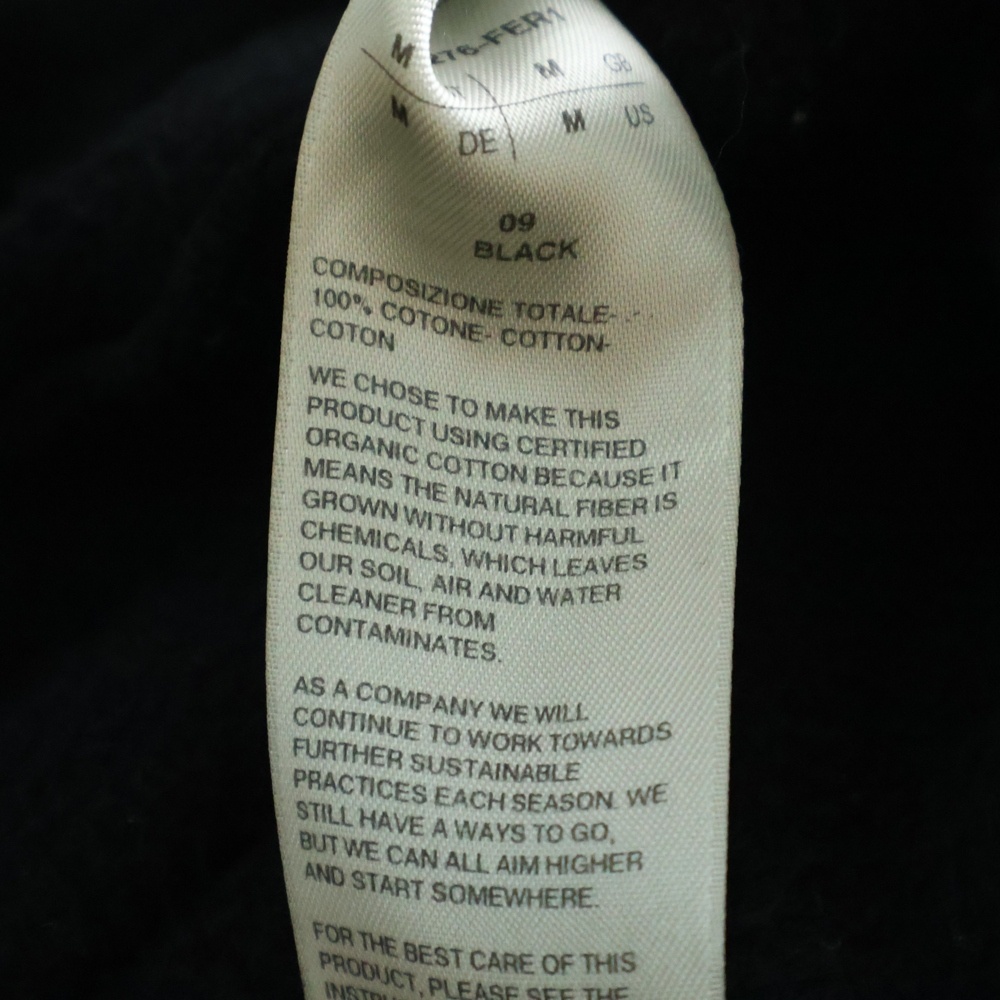 M 276-FER1
M GB
M DE M US
09
BLACK
COMPOSIZIONE TOTALE-
100% COTONE- COTTON-
COTON
WE CHOSE TO MAKE THIS
PRODUCT USING CERTIFIED
ORGANIC COTTON BECAUSE IT
MEANS THE NATURAL FIBER IS
GROWN WITHOUT HARMFUL
CHEMICALS, WHICH LEAVES
OUR SOIL, AIR AND WATER
CLEANER FROM
CONTAMINATES.
AS A COMPANY WE WILL
CONTINUE TO WORK TOWARDS
FURTHER SUSTAINABLE
PRACTICES EACH SEASON. WE
STILL HAVE A WAYS TO GO,
BUT WE CAN ALL AIM HIGHER
AND START SOMEWHERE.
FOR THE BEST CARE OF THIS
PRODUCT, PLEASE SEE THE